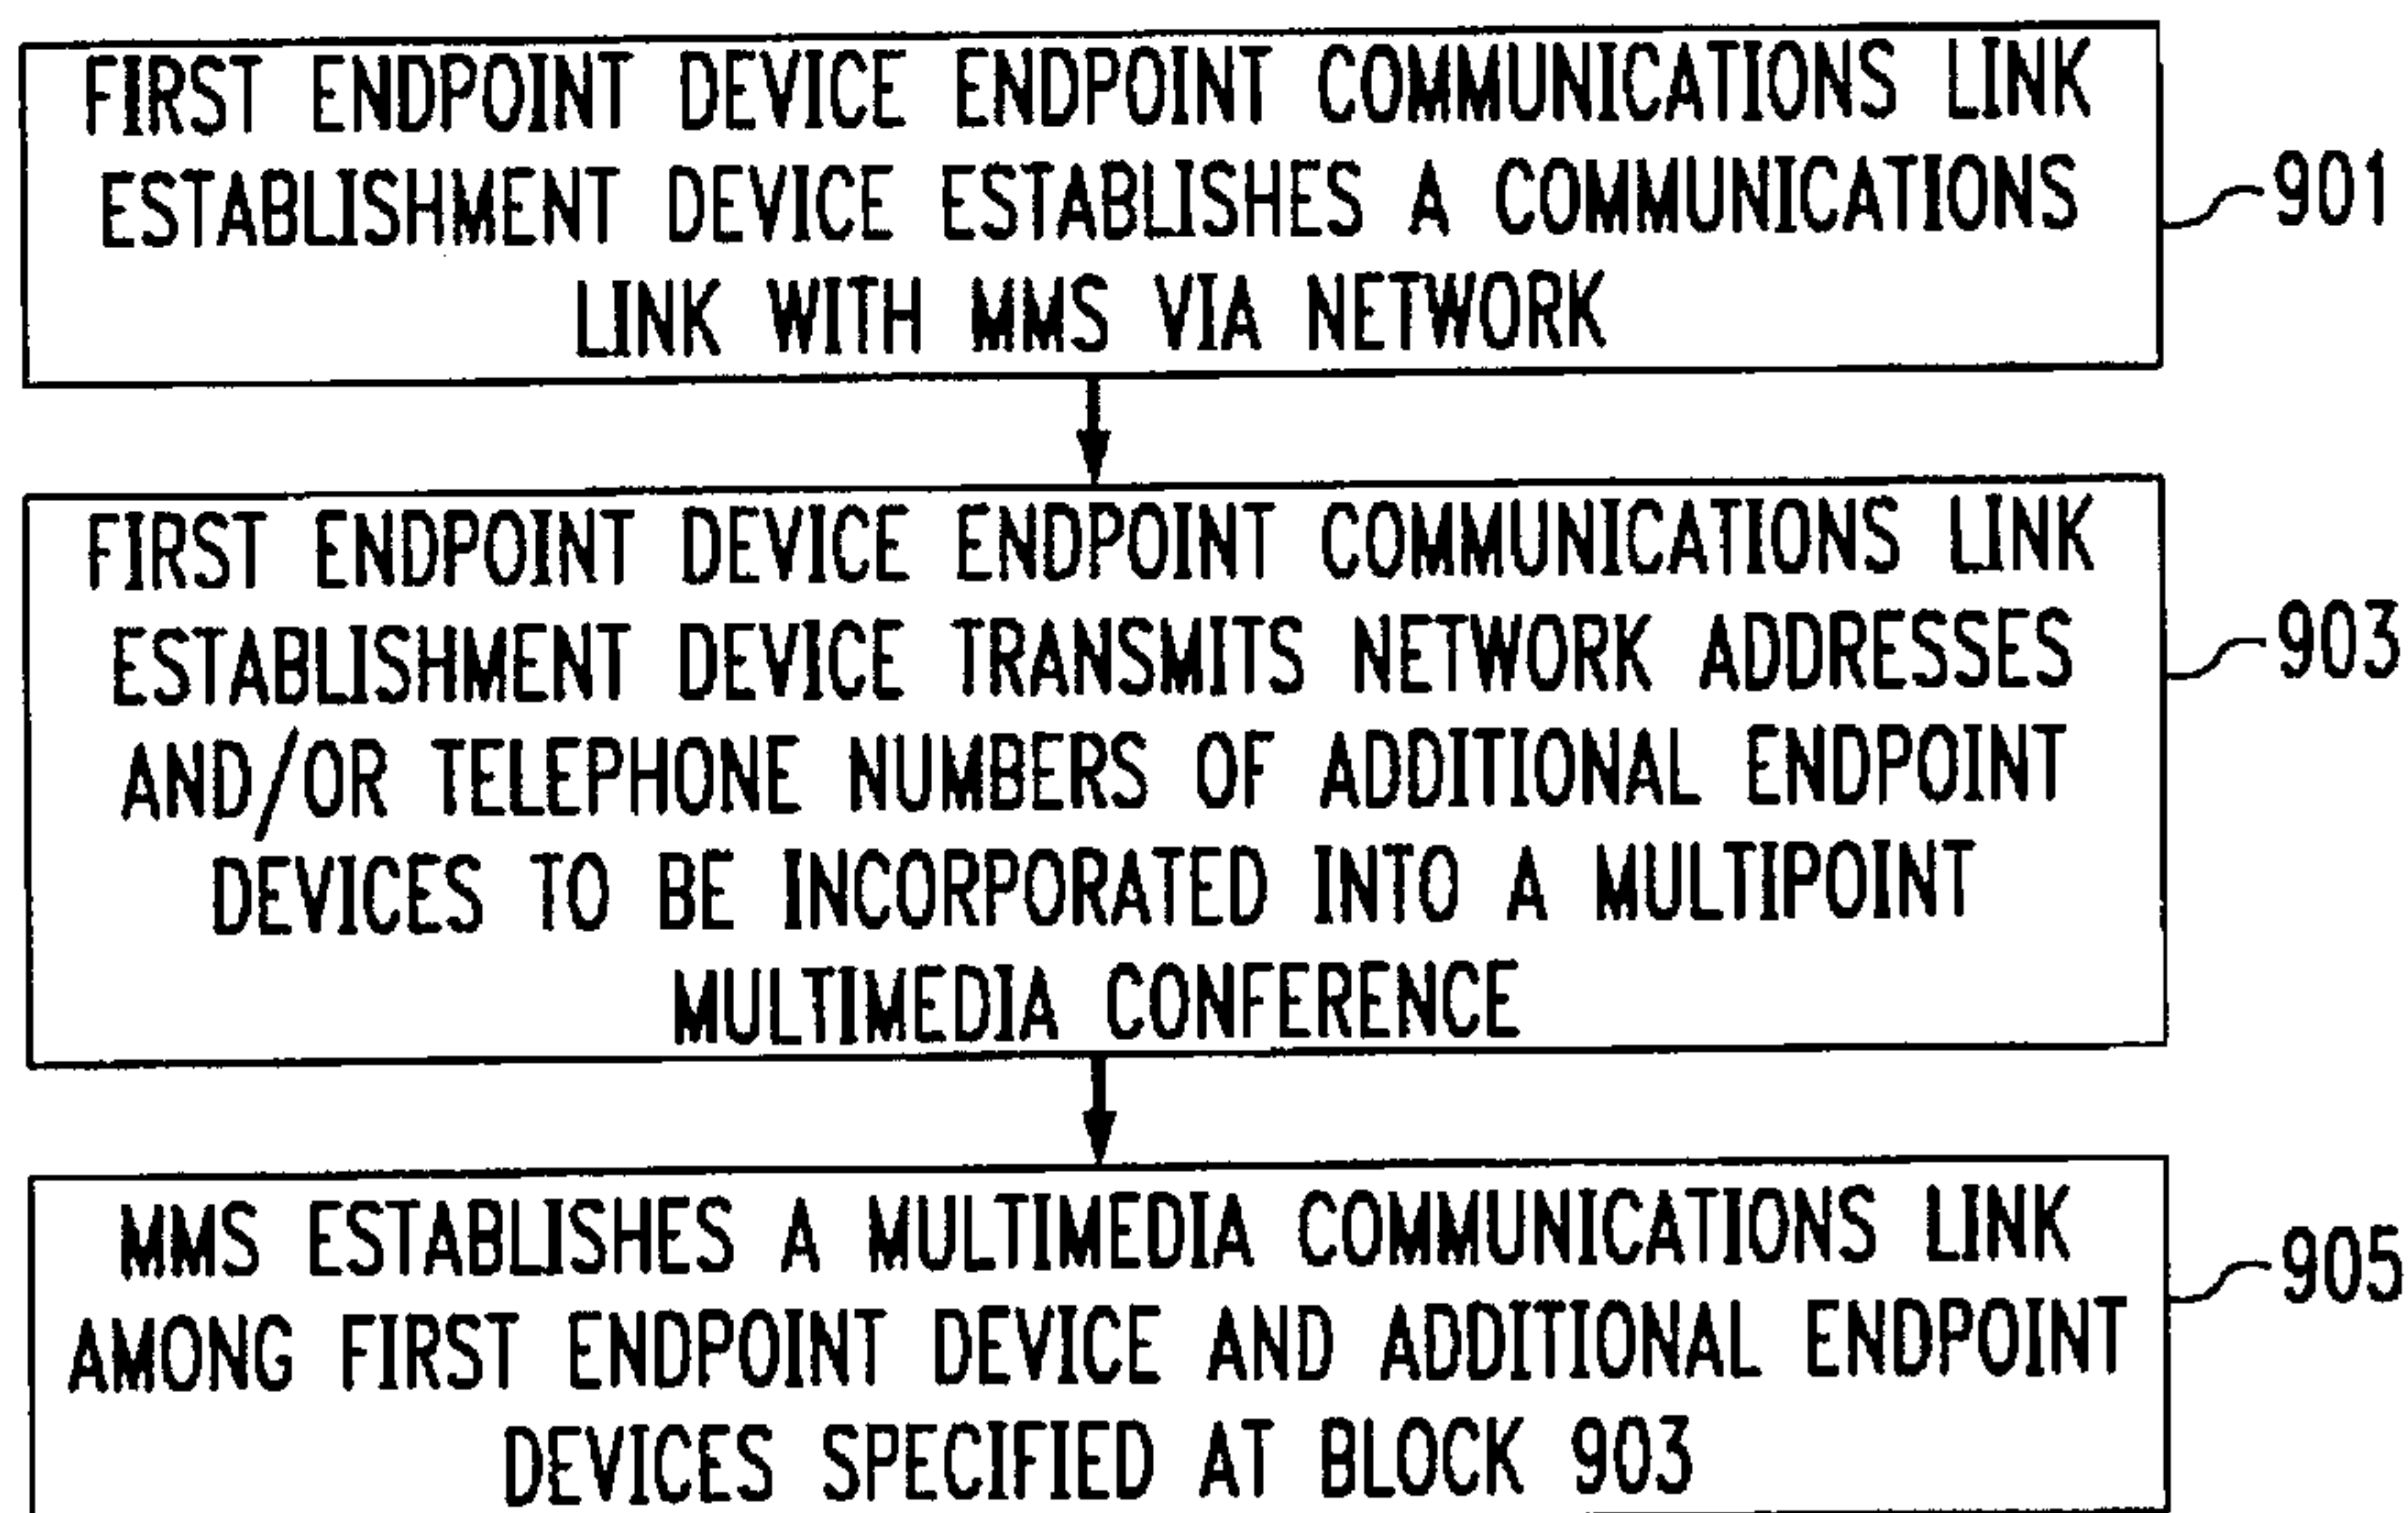 FIRST ENDPOINT DEVICE ENDPOINT COMMUNICATIONS LINK
ESTABLISHMENT DEVICE ESTABLISHES A COMMUNICATIONS
LINK WITH MMS VIA NETWORK
901
FIRST ENDPOINT DEVICE ENDPOINT COMMUNICATIONS LINK
ESTABLISHMENT DEVICE TRANSMITS NETWORK ADDRESSES
AND/OR TELEPHONE NUMBERS OF ADDITIONAL ENDPOINT
DEVICES TO BE INCORPORATED INTO A MULTIPOINT
MULTIMEDIA CONFERENCE
903
MMS ESTABLISHES A MULTIMEDIA COMMUNICATIONS LINK
AMONG FIRST ENDPOINT DEVICE AND ADDITIONAL ENDPOINT
DEVICES SPECIFIED AT BLOCK 903
905